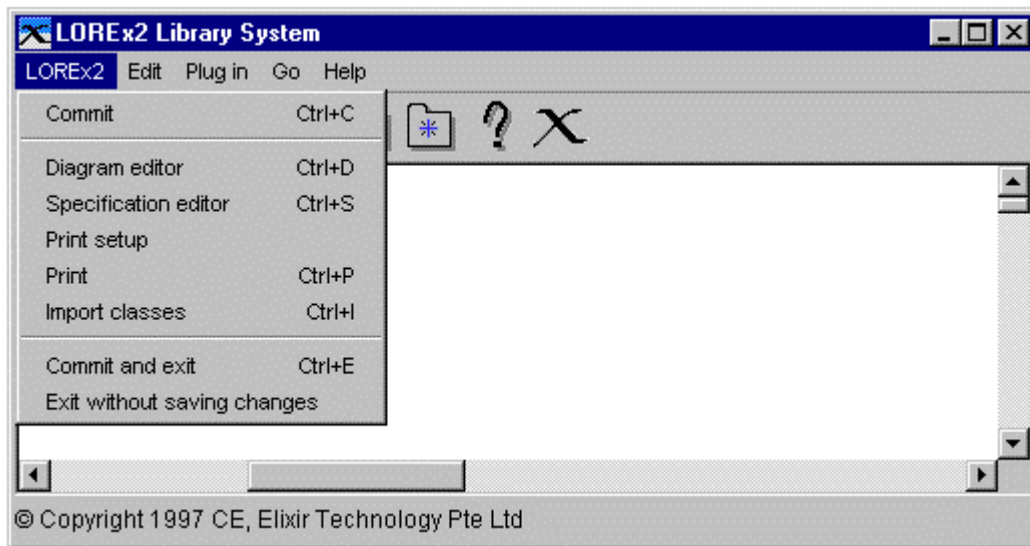 LOREx2 Library System
LOREx2 Edit Plug in Go Help
Commit Ctrl+C
Diagram editor Ctrl+D
Specification editor Ctrl+S
Print setup
Print Ctrl+P
Import classes Ctrl+I
Commit and exit Ctrl+E
Exit without saving changes
© Copyright 1997 CE, Elixir Technology Pte Ltd